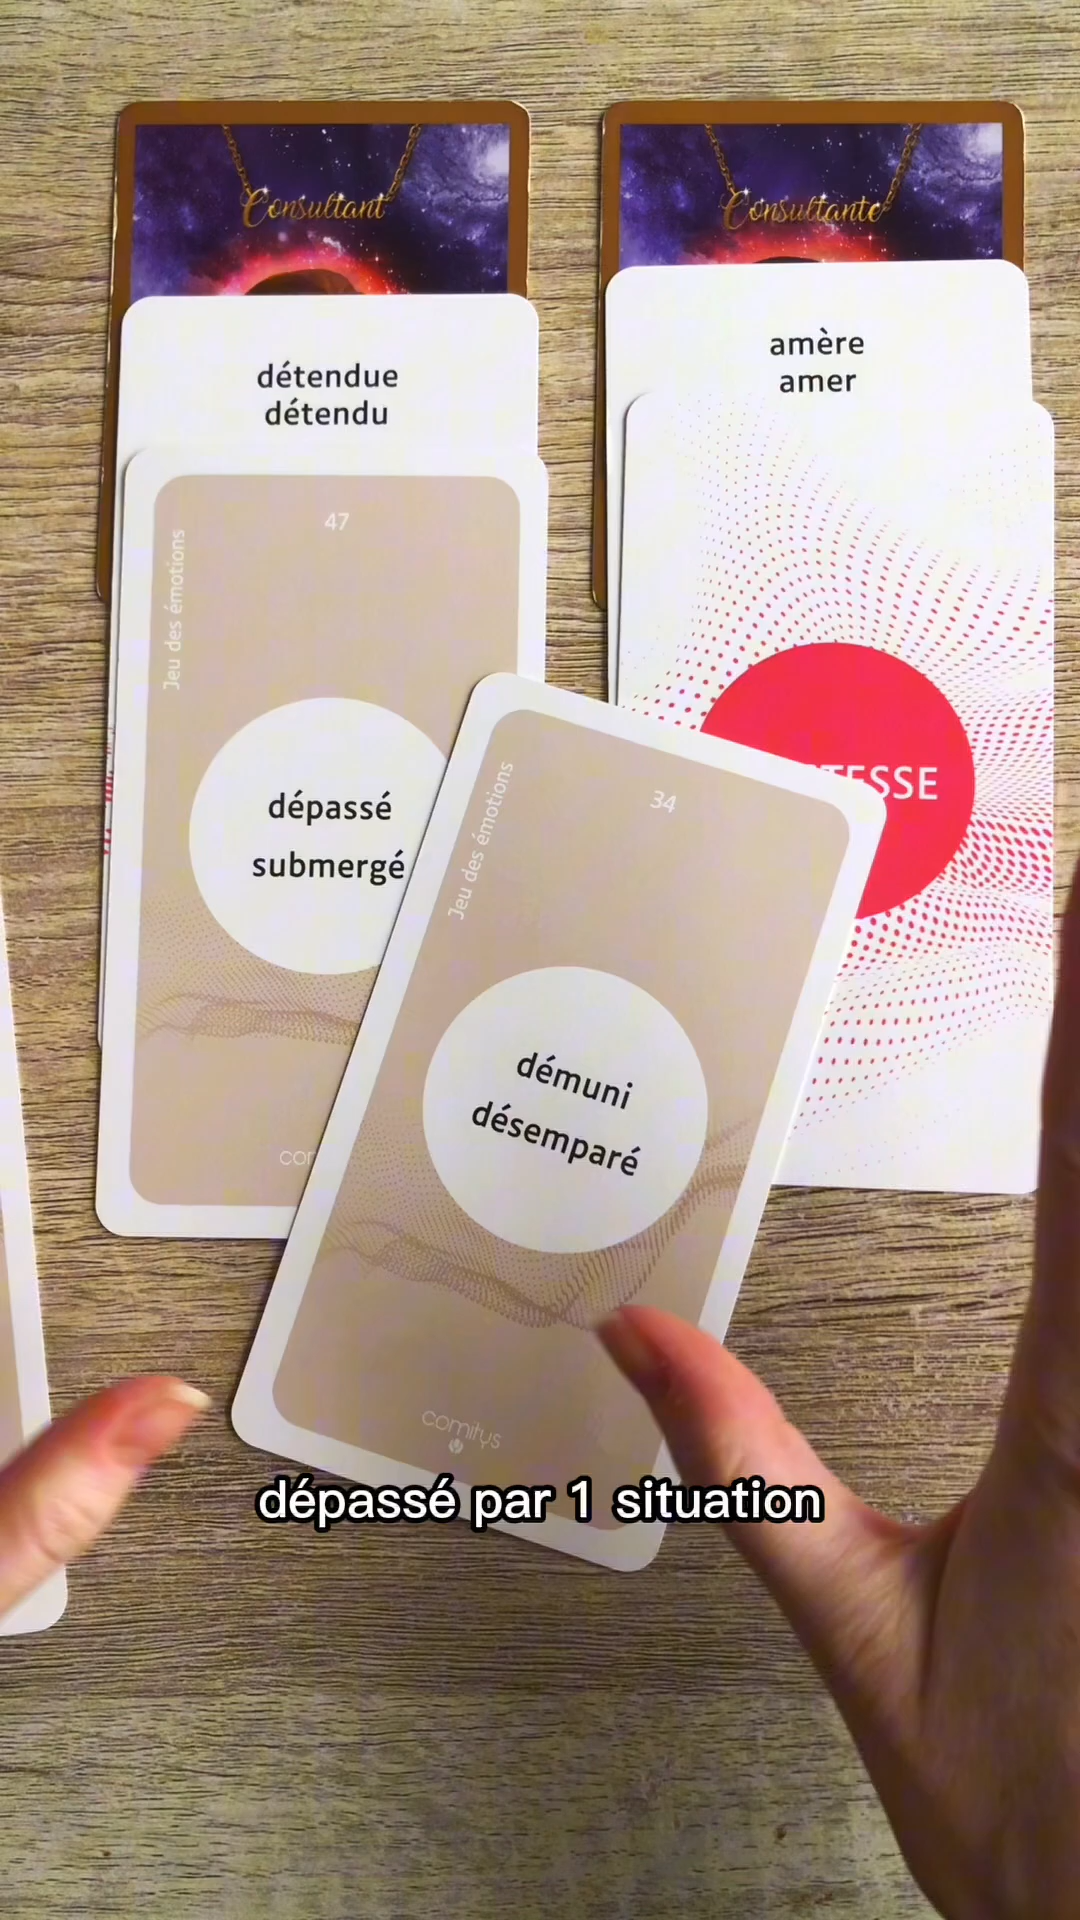 Consultant
Consultante
détendue
détendu
amère
amer
47
Jeu des émotions
dépassé
submergé
34
Jeu des émotions
démuni
désemparé
comitys
dépassé par 1 situation